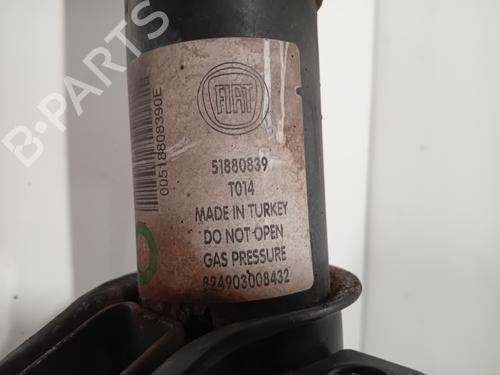 B-PARTS
FIAT
51880839
T014
MADE IN TURKEY
DO NOT OPEN
GAS PRESSURE
824903008432
00518808390E